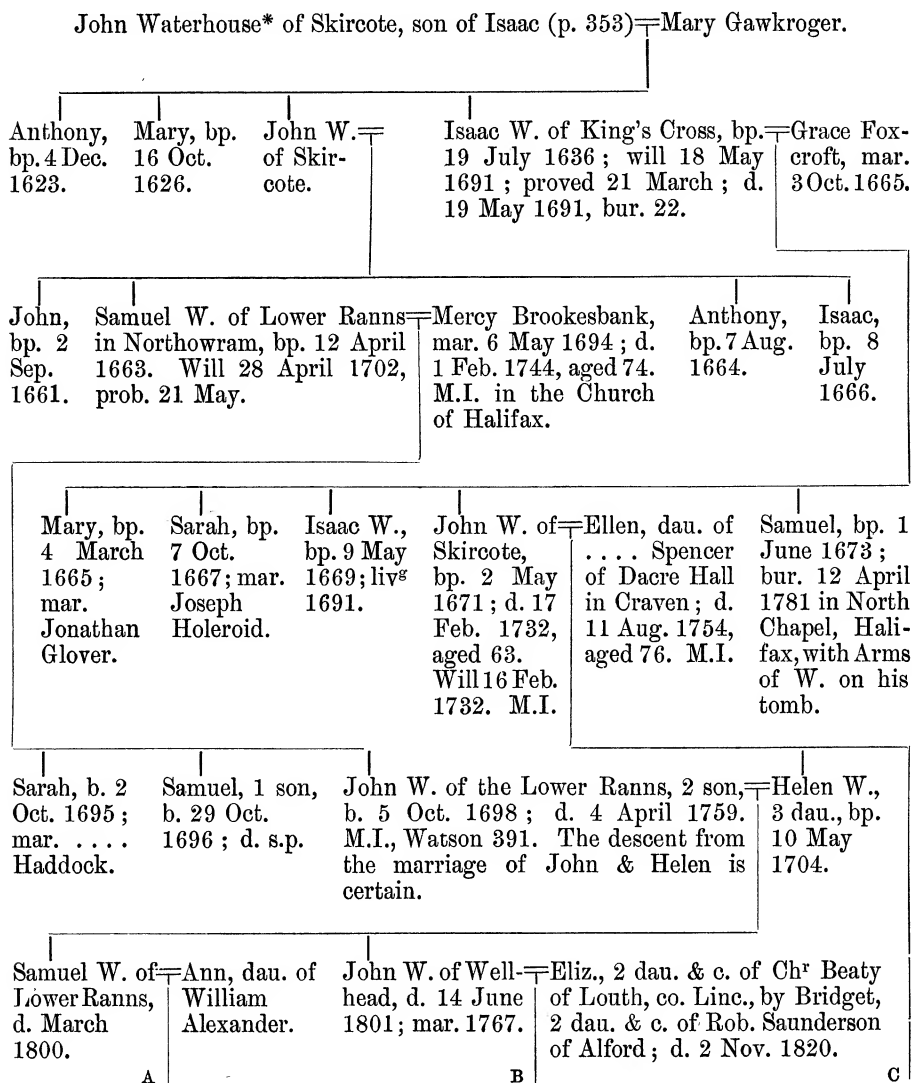 John Waterhouse* of Skircote, son of Isaac (p. 353)=Mary Gawkroger.
Anthony,
bp. 4 Dec.
1623.
Mary, bp.
16 Oct.
1626.
John W.=
of Skir-
cote.
Isaac W. of King's Cross, bp.=
19 July 1636 ; will 18 May
1691 ; proved 21 March ; d.
19 May 1691, bur. 22.
Grace Fox-
croft, mar.
3 Oct. 1665.
John,
bp. 2
Sep.
1661.
Samuel W. of Lower Ranns=
in Northowram, bp. 12 April
1663. Will 28 April 1702,
prob. 21 May.
Mercy Brookesbank,
mar. 6 May 1694 ; d.
1 Feb. 1744, aged 74.
M.I. in the Church
of Halifax.
Anthony,
bp. 7 Aug.
1664.
Isaac,
bp. 8
July
1666.
Mary, bp.
4 March
1665 ;
mar.
Jonathan
Glover.
Sarah, bp.
7 Oct.
1667 ; mar.
Joseph
Holeroid.
Isaac W.,
bp. 9 May
1669 ; livᵍ
1691.
John W. of=
Skircote,
bp. 2 May
1671 ; d. 17
Feb. 1732,
aged 63.
Will 16 Feb.
1732. M.I.
Ellen, dau. of
.... Spencer
of Dacre Hall
in Craven ; d.
11 Aug. 1754,
aged 76. M.I.
Samuel, bp. 1
June 1673 ;
bur. 12 April
1781 in North
Chapel, Hali-
fax, with Arms
of W. on his
tomb.
Sarah, b. 2
Oct. 1695 ;
mar. ....
Haddock.
Samuel, 1 son,
b. 29 Oct.
1696 ; d. s.p.
John W. of the Lower Ranns, 2 son,=
b. 5 Oct. 1698 ; d. 4 April 1759.
M.I., Watson 391. The descent from
the marriage of John & Helen is
certain.
Helen W.,
3 dau., bp.
10 May
1704.
Samuel W. of=
Lower Ranns,
d. March
1800.
Ann, dau. of
William
Alexander.
John W. of Well-=
head, d. 14 June
1801 ; mar. 1767.
Eliz., 2 dau. & c. of Chʳ Beaty
of Louth, co. Linc., by Bridget,
2 dau. & c. of Rob. Saunderson
of Alford ; d. 2 Nov. 1820.
A
B
C